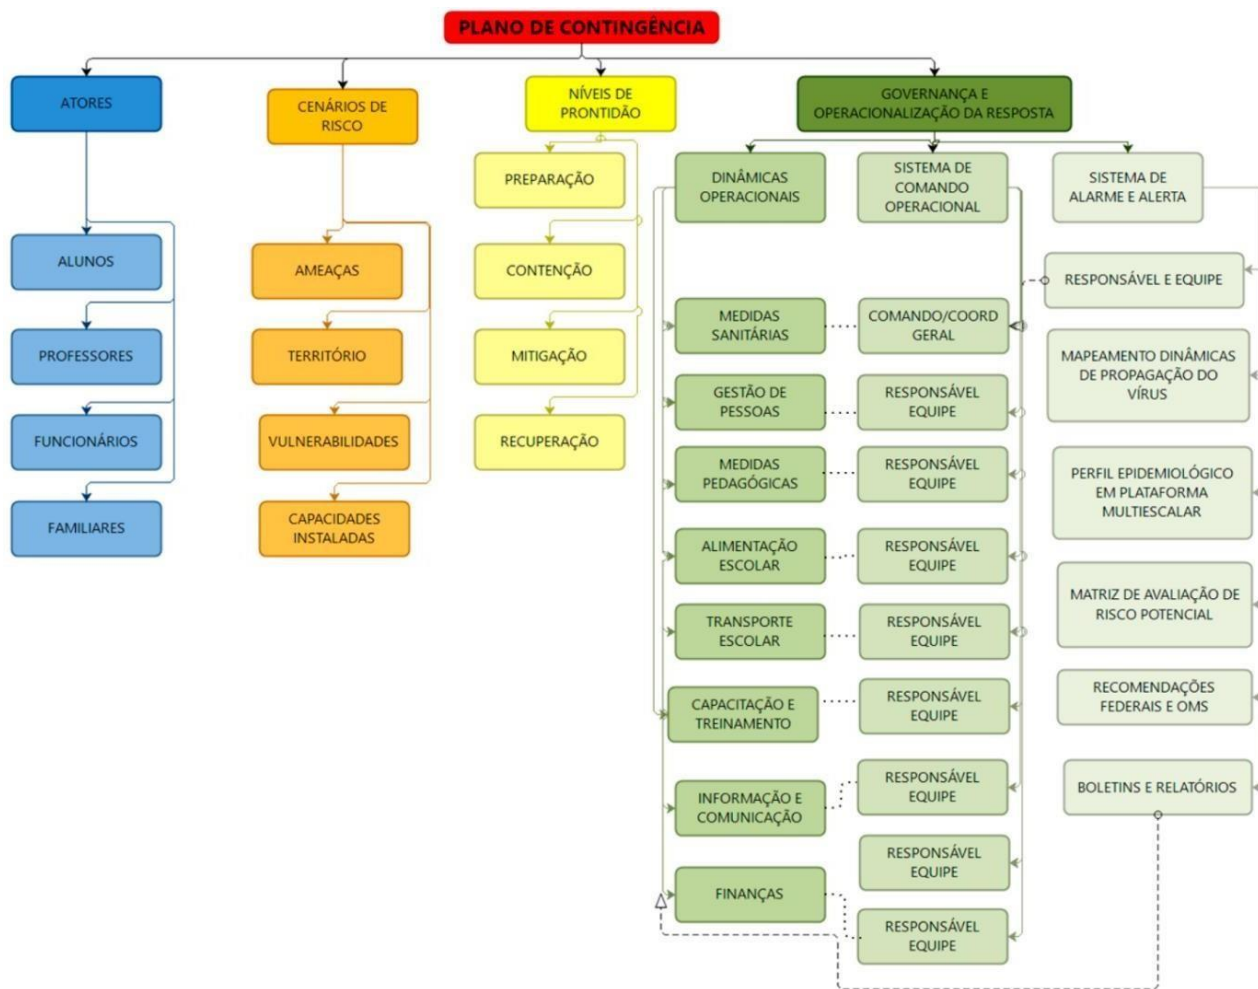 PLANO DE CONTINGÊNCIA
ATORES
ALUNOS
PROFESSORES
FUNCIONÁRIOS
FAMILIARES
CENÁRIOS DE
RISCO
AMEAÇAS
TERRITÓRIO
VULNERABILIDADES
CAPACIDADES
INSTALADAS
NÍVEIS DE
PRONTIDÃO
PREPARAÇÃO
CONTENÇÃO
MITIGAÇÃO
RECUPERAÇÃO
GOVERNANÇA E
OPERACIONALIZAÇÃO DA RESPOSTA
DINÂMICAS
OPERACIONAIS
MEDIDAS
SANITÁRIAS
GESTÃO DE
PESSOAS
MEDIDAS
PEDAGÓGICAS
ALIMENTAÇÃO
ESCOLAR
TRANSPORTE
ESCOLAR
CAPACITAÇÃO E
TREINAMENTO
INFORMAÇÃO E
COMUNICAÇÃO
FINANÇAS
SISTEMA DE
COMANDO
OPERACIONAL
COMANDO/COORD
GERAL
RESPONSÁVEL
EQUIPE
RESPONSÁVEL
EQUIPE
RESPONSÁVEL
EQUIPE
RESPONSÁVEL
EQUIPE
RESPONSÁVEL
EQUIPE
RESPONSÁVEL
EQUIPE
RESPONSÁVEL
EQUIPE
RESPONSÁVEL
EQUIPE
SISTEMA DE
ALARME E ALERTA
RESPONSÁVEL E EQUIPE
MAPEAMENTO DINÂMICAS
DE PROPAGAÇÃO DO
VÍRUS
PERFIL EPIDEMIOLÓGICO
EM PLATAFORMA
MULTIESCALAR
MATRIZ DE AVALIAÇÃO DE
RISCO POTENCIAL
RECOMENDAÇÕES
FEDERAIS E OMS
BOLETINS E RELATÓRIOS